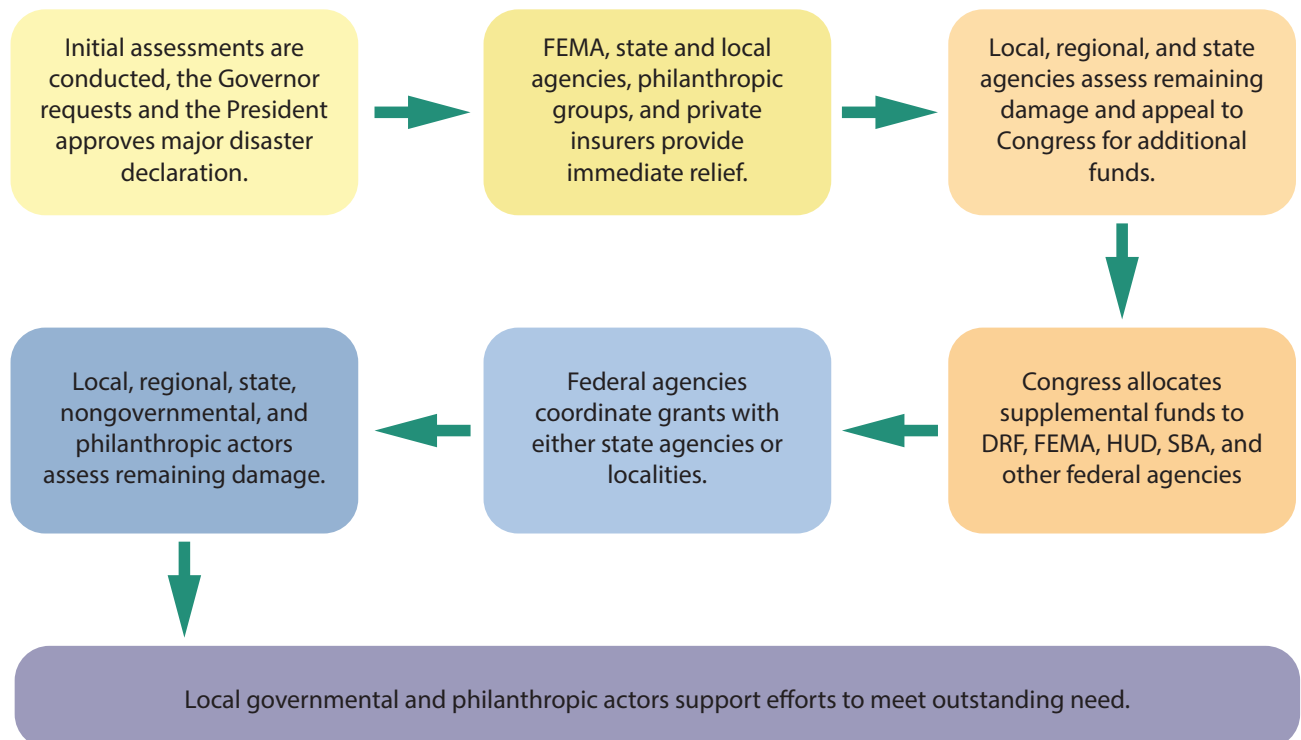 Initial assessments are
conducted, the Governor
requests and the President
approves major disaster
declaration.
FEMA, state and local
agencies, philanthropic
groups, and private
insurers provide
immediate relief.
Local, regional, and state
agencies assess remaining
damage and appeal to
Congress for additional
funds.
Congress allocates
supplemental funds to
DRF, FEMA, HUD, SBA, and
other federal agencies
Federal agencies
coordinate grants with
either state agencies or
localities.
Local, regional, state,
nongovernmental, and
philanthropic actors
assess remaining damage.
Local governmental and philanthropic actors support efforts to meet outstanding need.